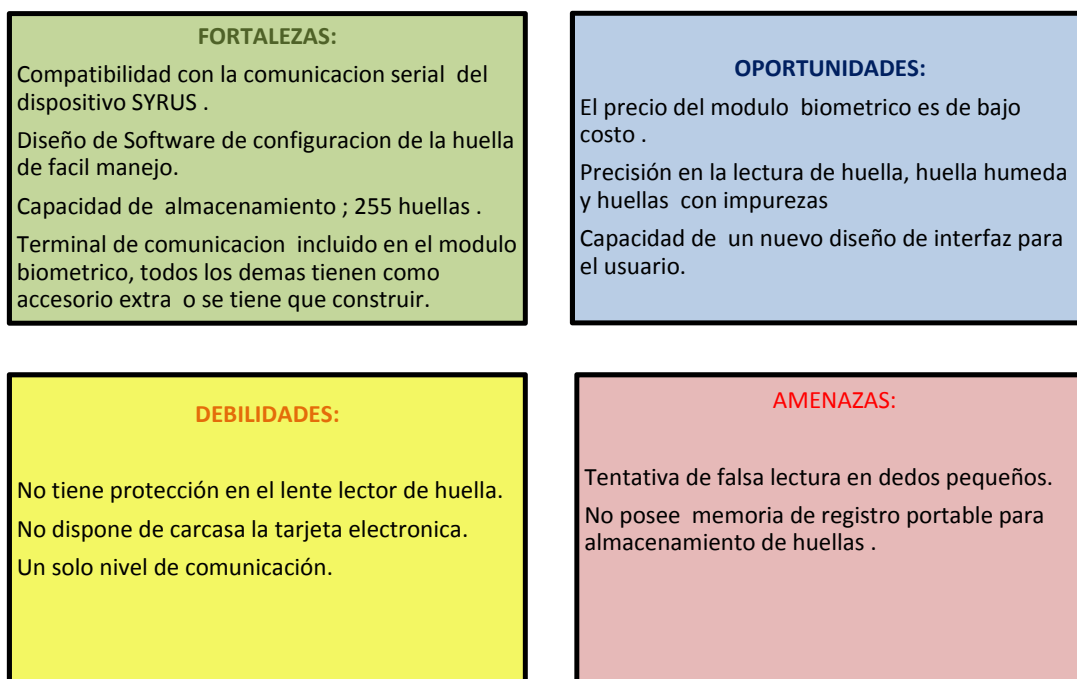 FORTALEZAS:
Compatibilidad con la comunicacion serial del
dispositivo SYRUS .
Diseño de Software de configuracion de la huella
de facil manejo.
Capacidad de almacenamiento ; 255 huellas .
Terminal de comunicacion incluido en el modulo
biometrico, todos los demas tienen como
accesorio extra o se tiene que construir.
OPORTUNIDADES:
El precio del modulo biometrico es de bajo
costo .
Precisión en la lectura de huella, huella humeda
y huellas con impurezas
Capacidad de un nuevo diseño de interfaz para
el usuario.
DEBILIDADES:
No tiene protección en el lente lector de huella.
No dispone de carcasa la tarjeta electronica.
Un solo nivel de comunicación.
AMENAZAS:
Tentativa de falsa lectura en dedos pequeños.
No posee memoria de registro portable para
almacenamiento de huellas .